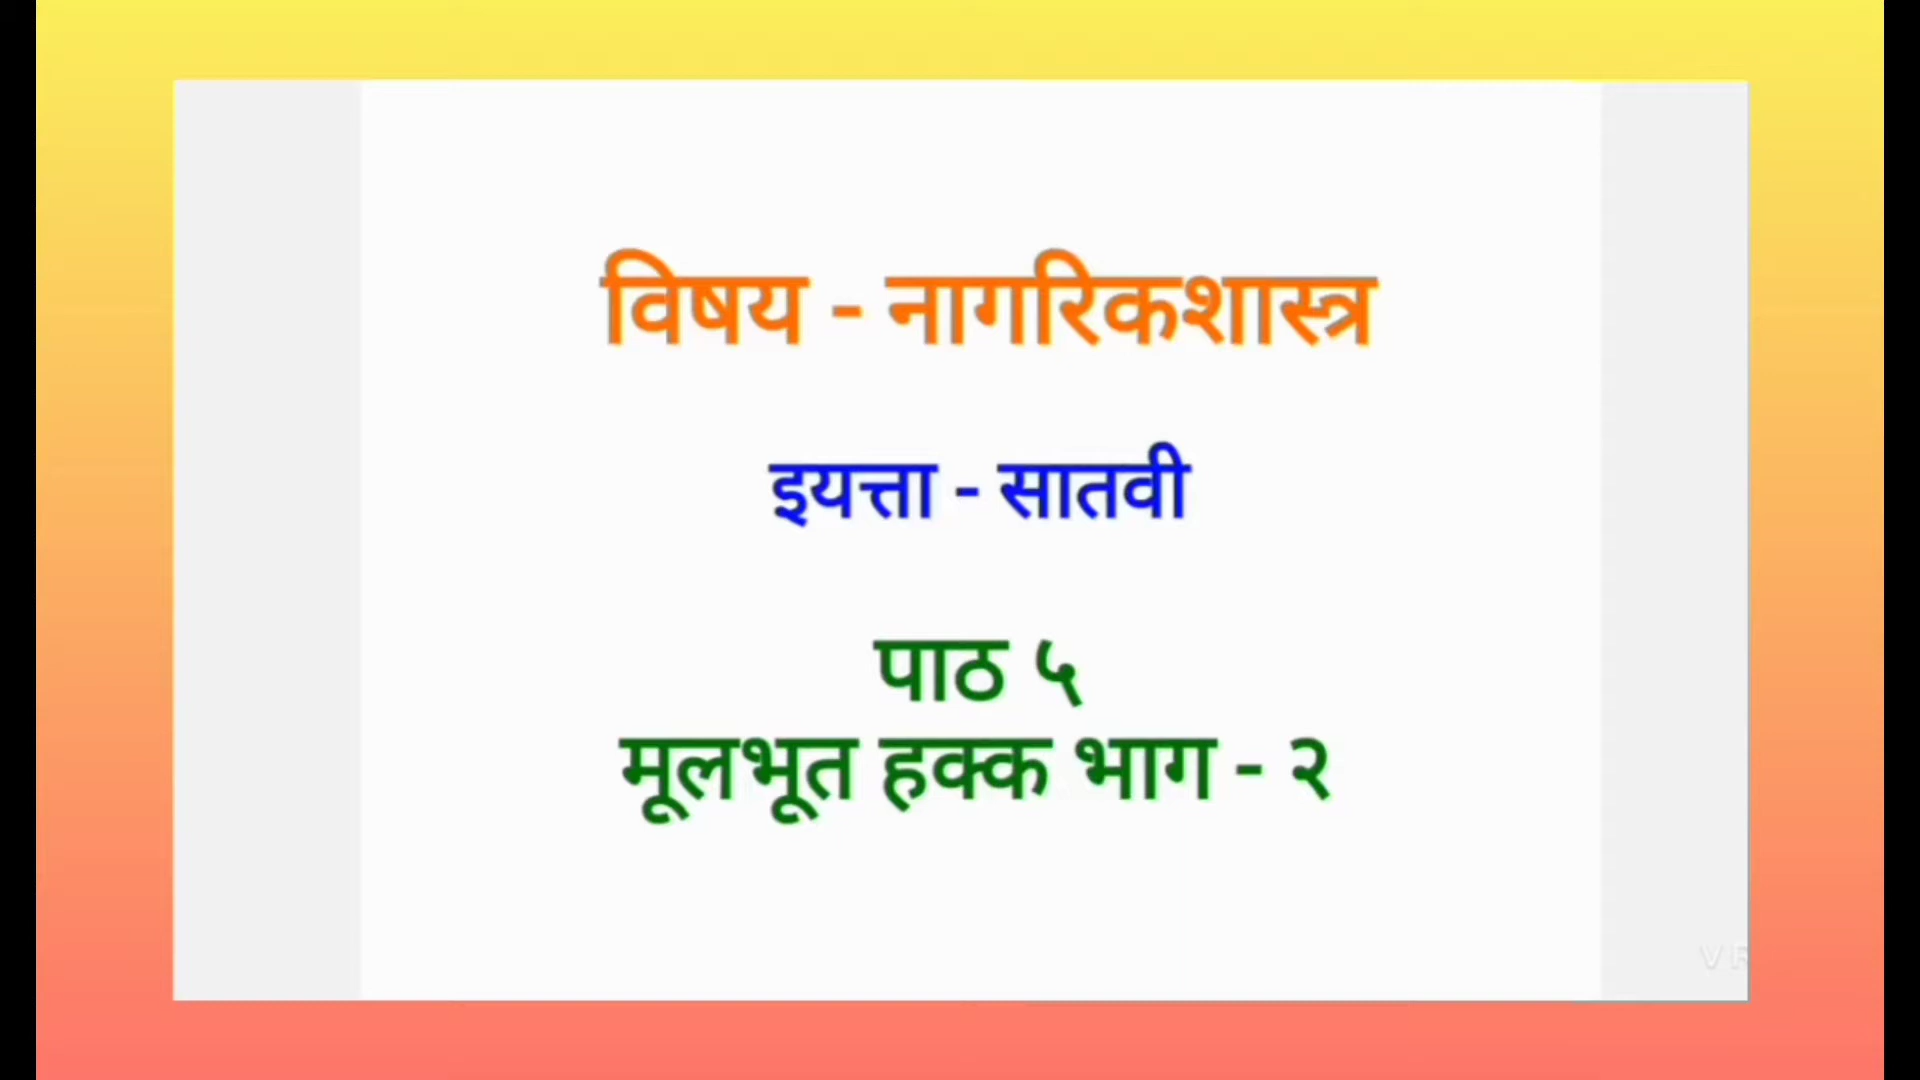 विषय - नागरिकशास्त्र
इयत्ता - सातवी
पाठ ५
मूलभूत हक्क भाग - २